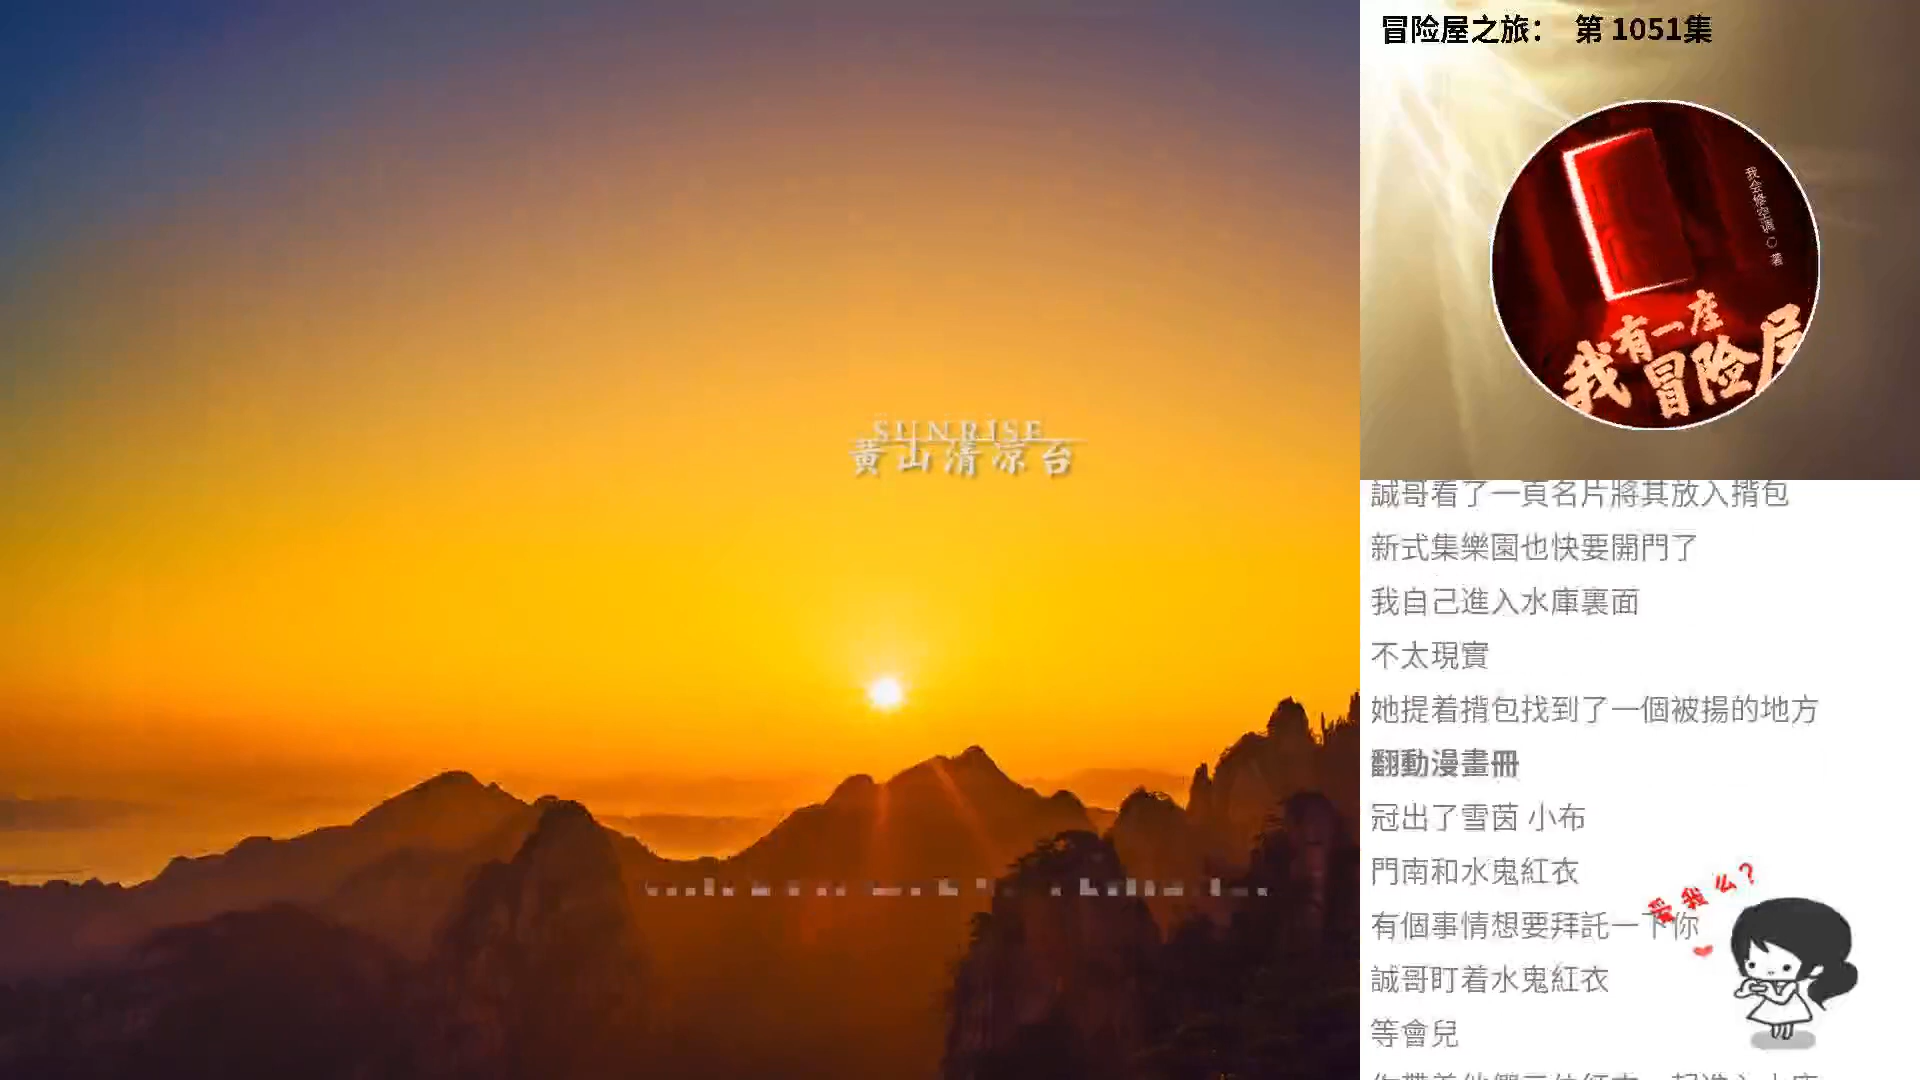 SUNRISE
黄山清凉台
冒险屋之旅： 第 1051集
我会修空调 〇 著
我有一座
冒险屋
誠哥看了一頁名片將其放入揹包
新式集樂園也快要開門了
我自己進入水庫裏面
不太現實
她提着揹包找到了一個被揚的地方
翻動漫畫冊
冠出了雪茵 小布
門南和水鬼紅衣
有個事情想要拜託一下你
誠哥盯着水鬼紅衣
等會兒
爱我么?